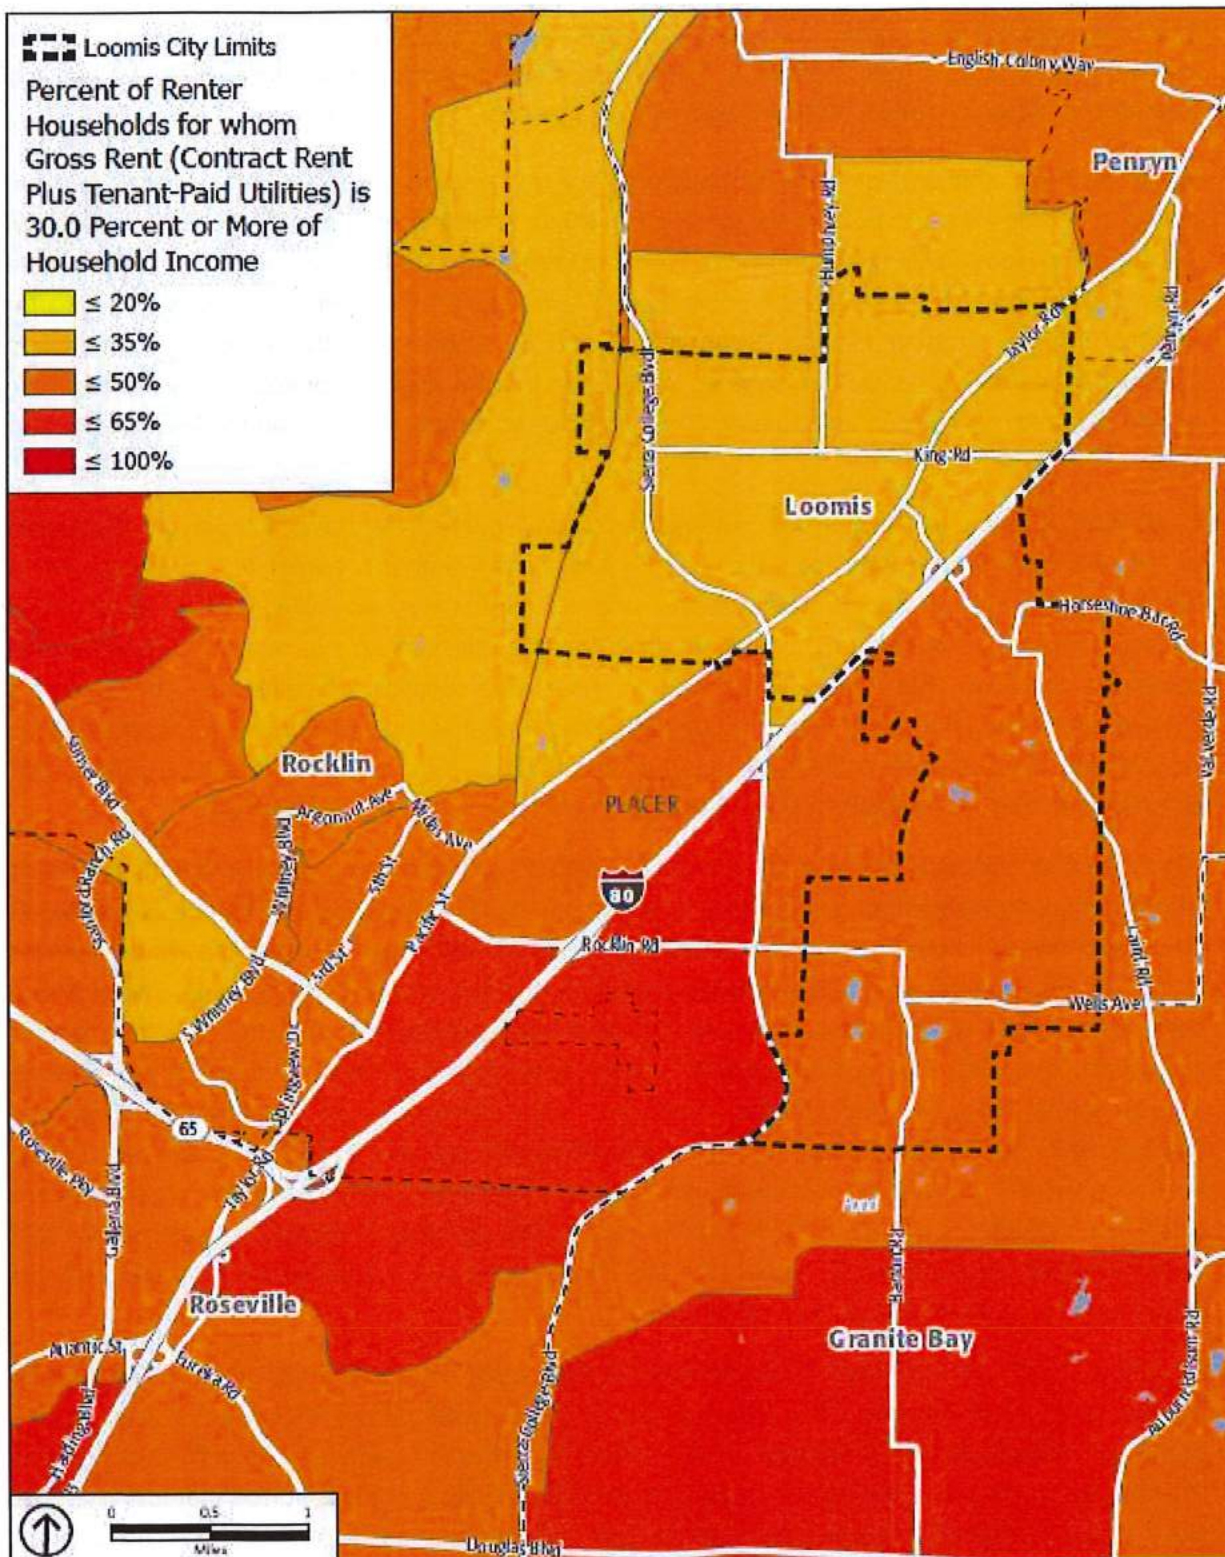 Loomis City Limits
Percent of Renter
Households for whom
Gross Rent (Contract Rent
Plus Tenant-Paid Utilities) is
30.0 Percent or More of
Household Income
≤ 20%
≤ 35%
≤ 50%
≤ 65%
≤ 100%
English Colony Way
Penryn
Humphrey Rd
Taylor Rd
Penryn Rd
Sierra College Blvd
King Rd
Loomis
Horseshoe Bar Rd
Val Verde Rd
Sunset Blvd
Rocklin
Argonaut Ave
Midas Ave
PLACER
Stanford Ranch Rd
Whitney Blvd
5th St
Pacific St
80
Rocklin Rd
3rd St
S Whitney Blvd
Laird Rd
Wells Ave
Springview Dr
65
Roseville Pky
Galleria Blvd
Taylor Rd
Pond
Barton Rd
Roseville
Granite Bay
Atlantic St
Eureka Rd
Harding Blvd
Sierra College Blvd
Auburn Folsom Rd
0 0.5 1
Miles
Douglas Blvd